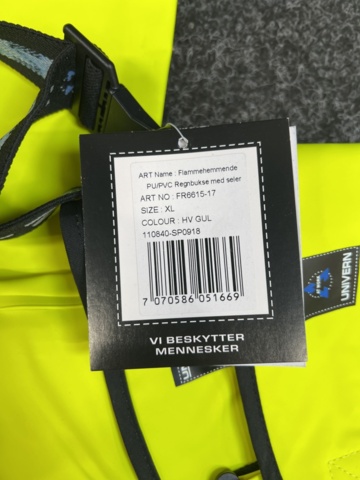 ART Name : Flammehemmende
PU/PVC Regnbukse med seler
ART NO : FR6615-17
SIZE : XL
COLOUR : HV GUL
110840-SP0918
7 070586 051669
VI BESKYTTER
MENNESKER
UNIVERN